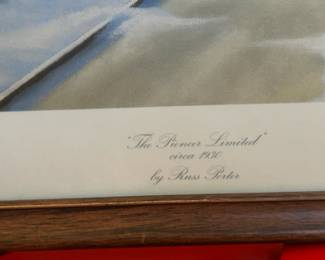 "The Pioneer Limited"
circa 1930
by Russ Porter